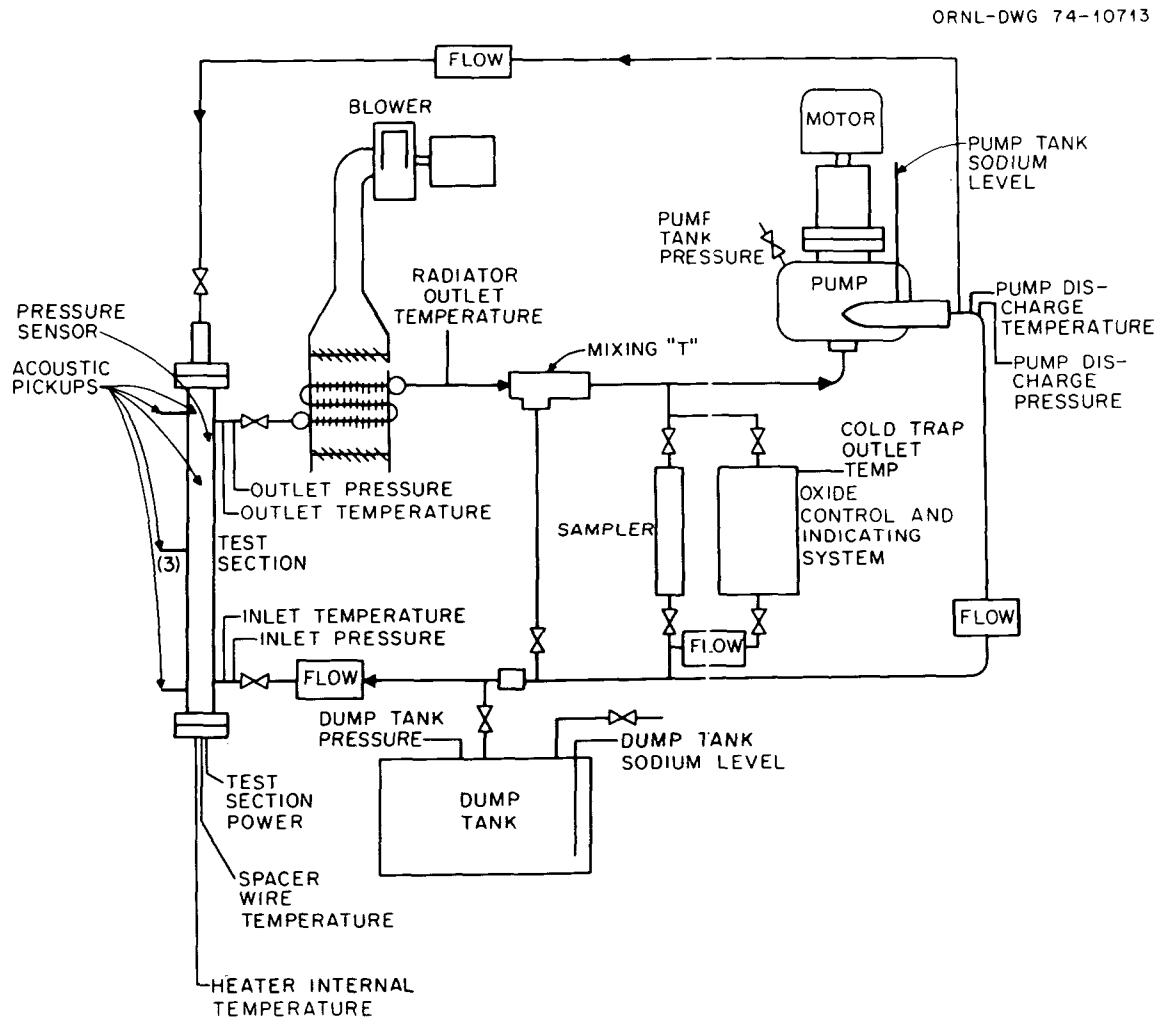 ORNL-DWG 74-10713
FLOW
BLOWER
MOTOR
PUMP TANK
SODIUM
LEVEL
PUMP
TANK
PRESSURE
RADIATOR
OUTLET
TEMPERATURE
PUMP
PUMP DIS-
CHARGE
TEMPERATURE
PRESSURE
SENSOR
MIXING "T"
PUMP DIS-
CHARGE
PRESSURE
ACOUSTIC
PICKUPS
COLD TRAP
OUTLET
TEMP
OUTLET PRESSURE
OUTLET TEMPERATURE
OXIDE
CONTROL AND
INDICATING
SYSTEM
SAMPLER
TEST
SECTION
(3)
INLET TEMPERATURE
INLET PRESSURE
FLOW
FLOW
FLOW
DUMP TANK
PRESSURE
DUMP TANK
SODIUM LEVEL
TEST
SECTION
POWER
DUMP
TANK
SPACER
WIRE
TEMPERATURE
HEATER INTERNAL
TEMPERATURE